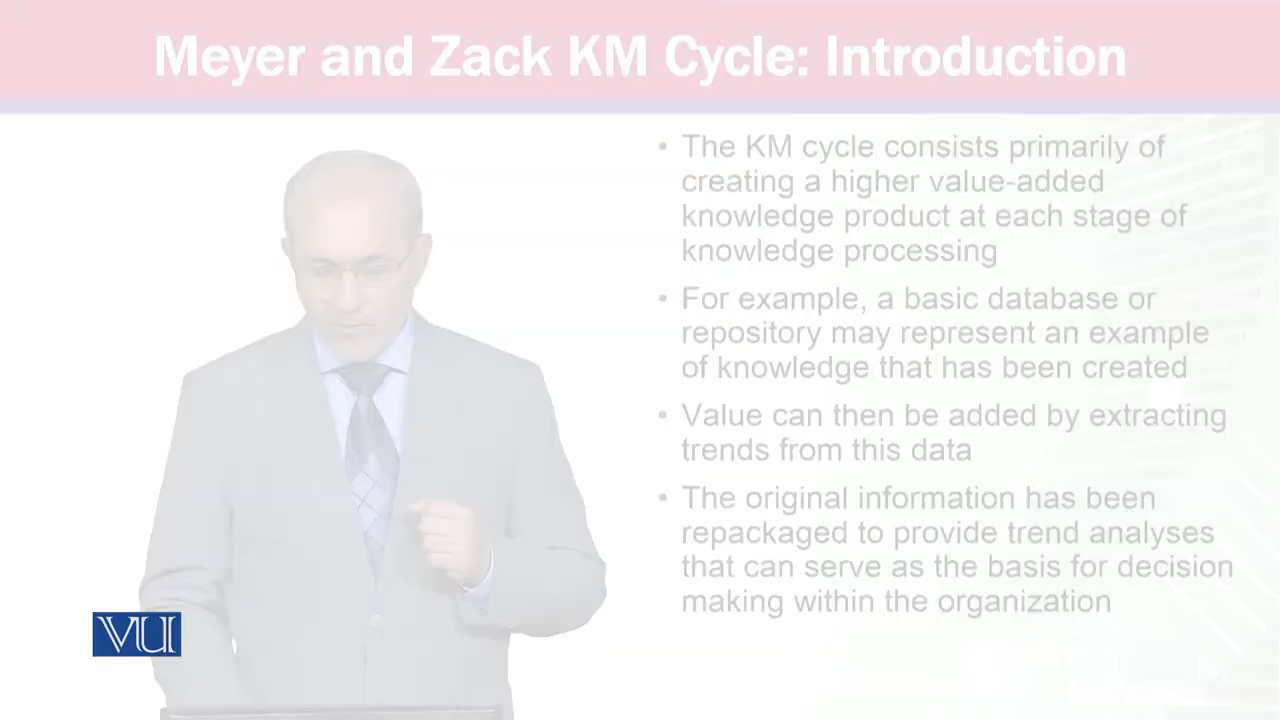 Meyer and Zack KM Cycle: Introduction
• The KM cycle consists primarily of
creating a higher value-added
knowledge product at each stage of
knowledge processing
• For example, a basic database or
repository may represent an example
of knowledge that has been created
• Value can then be added by extracting
trends from this data
• The original information has been
repackaged to provide trend analyses
that can serve as the basis for decision
making within the organization
VU